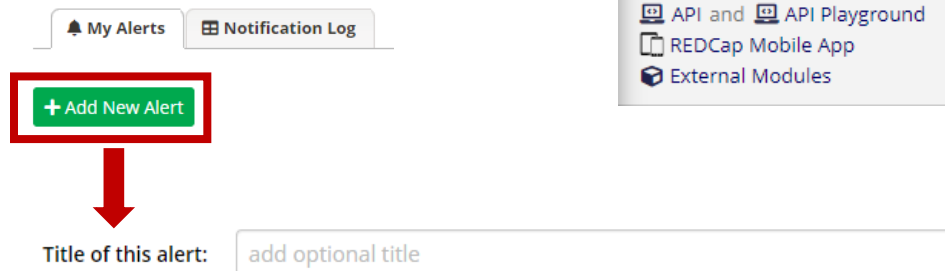 My Alerts
Notification Log
API and API Playground
REDCap Mobile App
External Modules
+ Add New Alert
Title of this alert:
add optional title